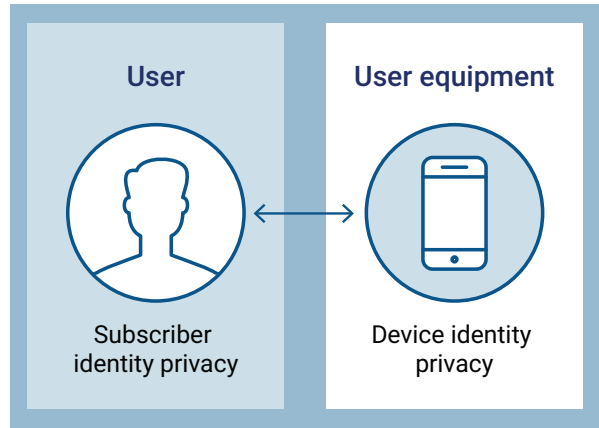 User
Subscriber
identity privacy
User equipment
Device identity
privacy